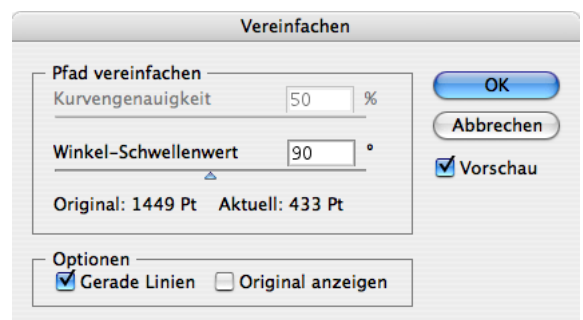 Vereinfachen
Pfad vereinfachen
Kurvengenauigkeit 50 %
Winkel-Schwellenwert 90 °
Original: 1449 Pt Aktuell: 433 Pt
Optionen
Gerade Linien Original anzeigen
OK
Abbrechen
Vorschau